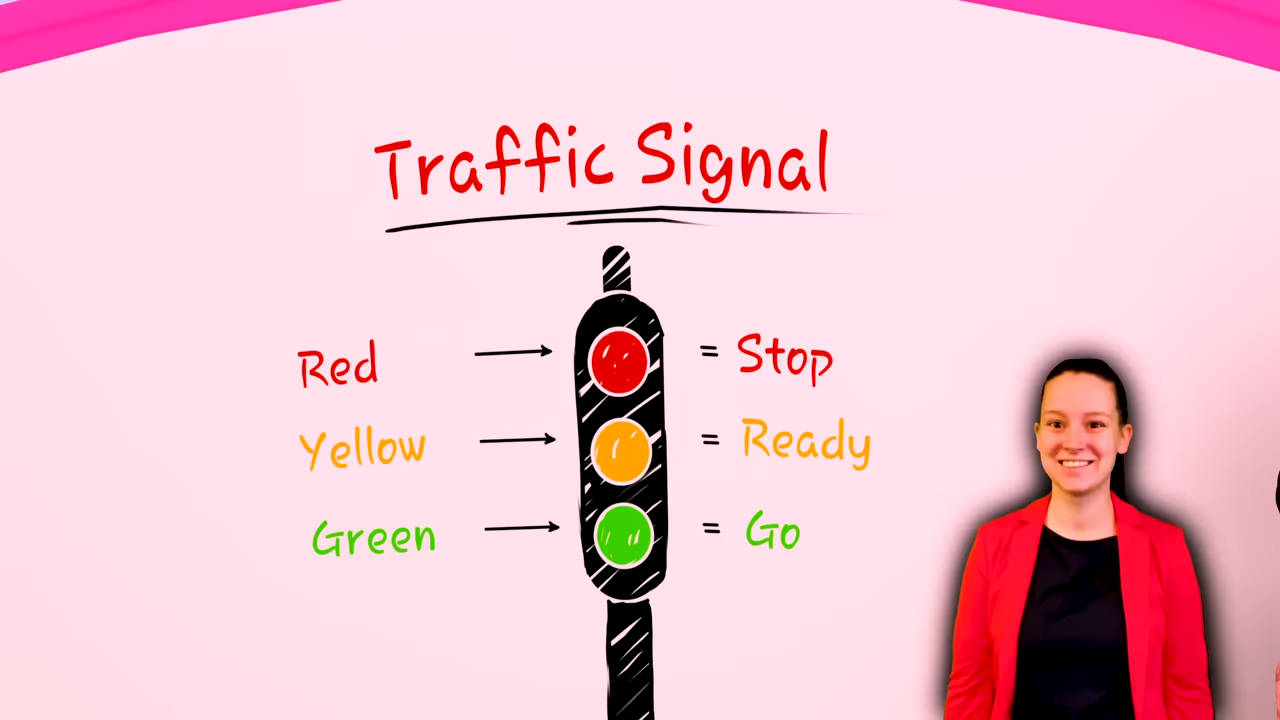 Traffic Signal
Red = Stop
Yellow = Ready
Green = Go